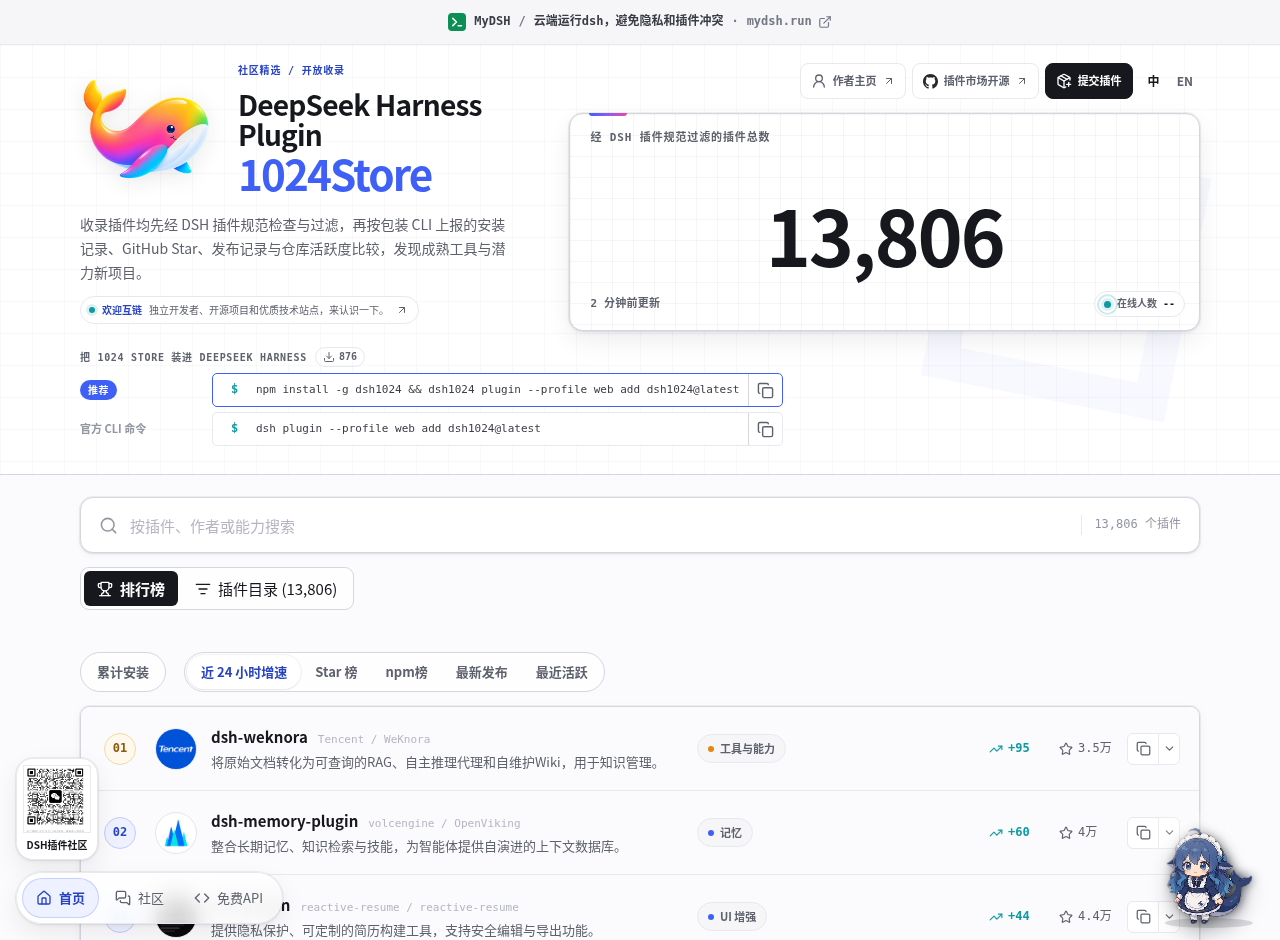 MyDSH / 云端运行dsh，避免隐私和插件冲突 · mydsh.run
社区精选 / 开放收录
DeepSeek Harness
Plugin
1024Store
作者主页
插件市场开源
提交插件
中
EN
经 DSH 插件规范过滤的插件总数
13,806
2 分钟前更新
在线人数 --
收录插件均先经 DSH 插件规范检查与过滤，再按包装 CLI 上报的安装
记录、GitHub Star、发布记录与仓库活跃度比较，发现成熟工具与潜
力新项目。
欢迎互链 独立开发者、开源项目和优质技术站点，来认识一下。
把 1024 STORE 装进 DEEPSEEK HARNESS 876
推荐
$ npm install -g dsh1024 && dsh1024 plugin --profile web add dsh1024@latest
官方 CLI 命令
$ dsh plugin --profile web add dsh1024@latest
按插件、作者或能力搜索
13,806 个插件
排行榜
插件目录 (13,806)
累计安装
近 24 小时增速
Star 榜
npm榜
最新发布
最近活跃
01
Tencent
dsh-weknora Tencent / WeKnora
将原始文档转化为可查询的RAG、自主推理代理和自维护Wiki，用于知识管理。
工具与能力
+95
3.5万
02
dsh-memory-plugin volcengine / OpenViking
整合长期记忆、知识检索与技能，为智能体提供自演进的上下文数据库。
记忆
+60
4万
reactive-resume / reactive-resume
提供隐私保护、可定制的简历构建工具，支持安全编辑与导出功能。
UI 增强
+44
4.4万
DSH插件社区
首页
社区
免费API